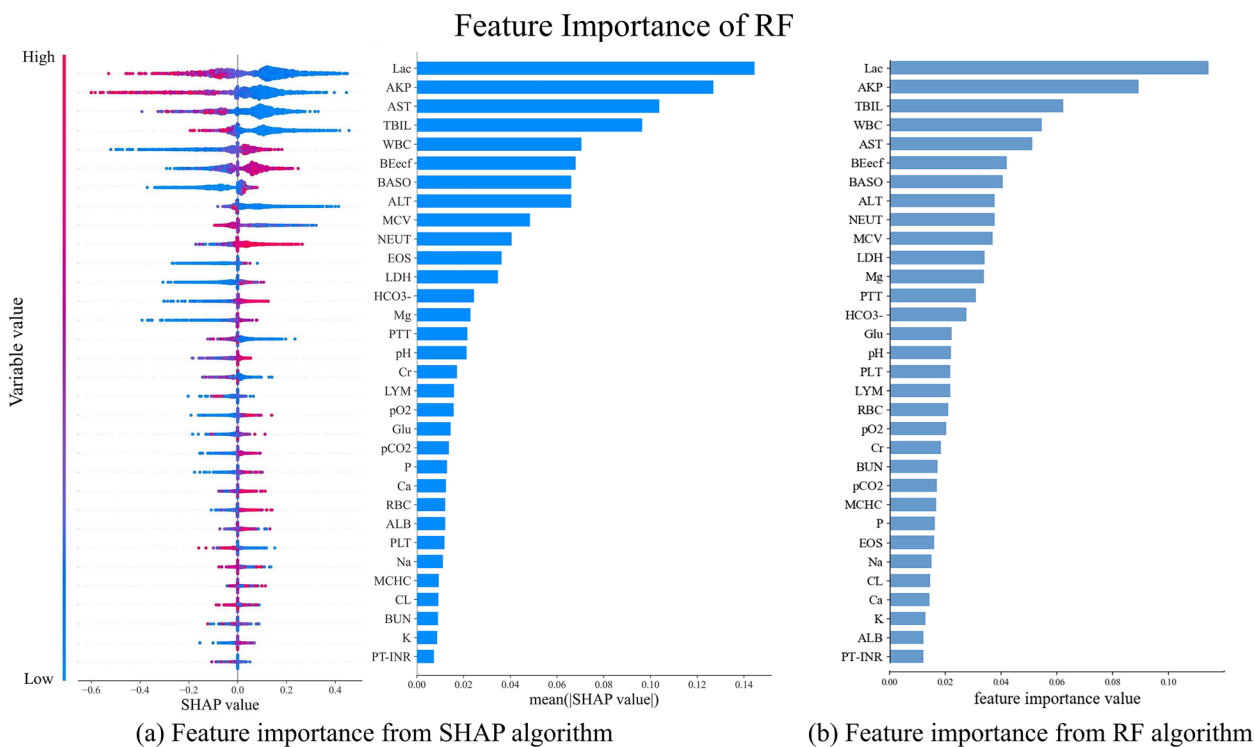 Feature Importance of RF
High
Variable value
Low
−0.6 −0.4 −0.2 0.0 0.2 0.4
SHAP value
Lac
AKP
AST
TBIL
WBC
BEecf
BASO
ALT
MCV
NEUT
EOS
LDH
HCO3-
Mg
PTT
pH
Cr
LYM
pO2
Glu
pCO2
P
Ca
RBC
ALB
PLT
Na
MCHC
CL
BUN
K
PT-INR
0.00 0.02 0.04 0.06 0.08 0.10 0.12 0.14
mean(|SHAP value|)
(a) Feature importance from SHAP algorithm
Lac
AKP
TBIL
WBC
AST
BEecf
BASO
ALT
NEUT
MCV
LDH
Mg
PTT
HCO3-
Glu
pH
PLT
LYM
RBC
pO2
Cr
BUN
pCO2
MCHC
P
EOS
Na
CL
Ca
K
ALB
PT-INR
0.00 0.02 0.04 0.06 0.08 0.10
feature importance value
(b) Feature importance from RF algorithm